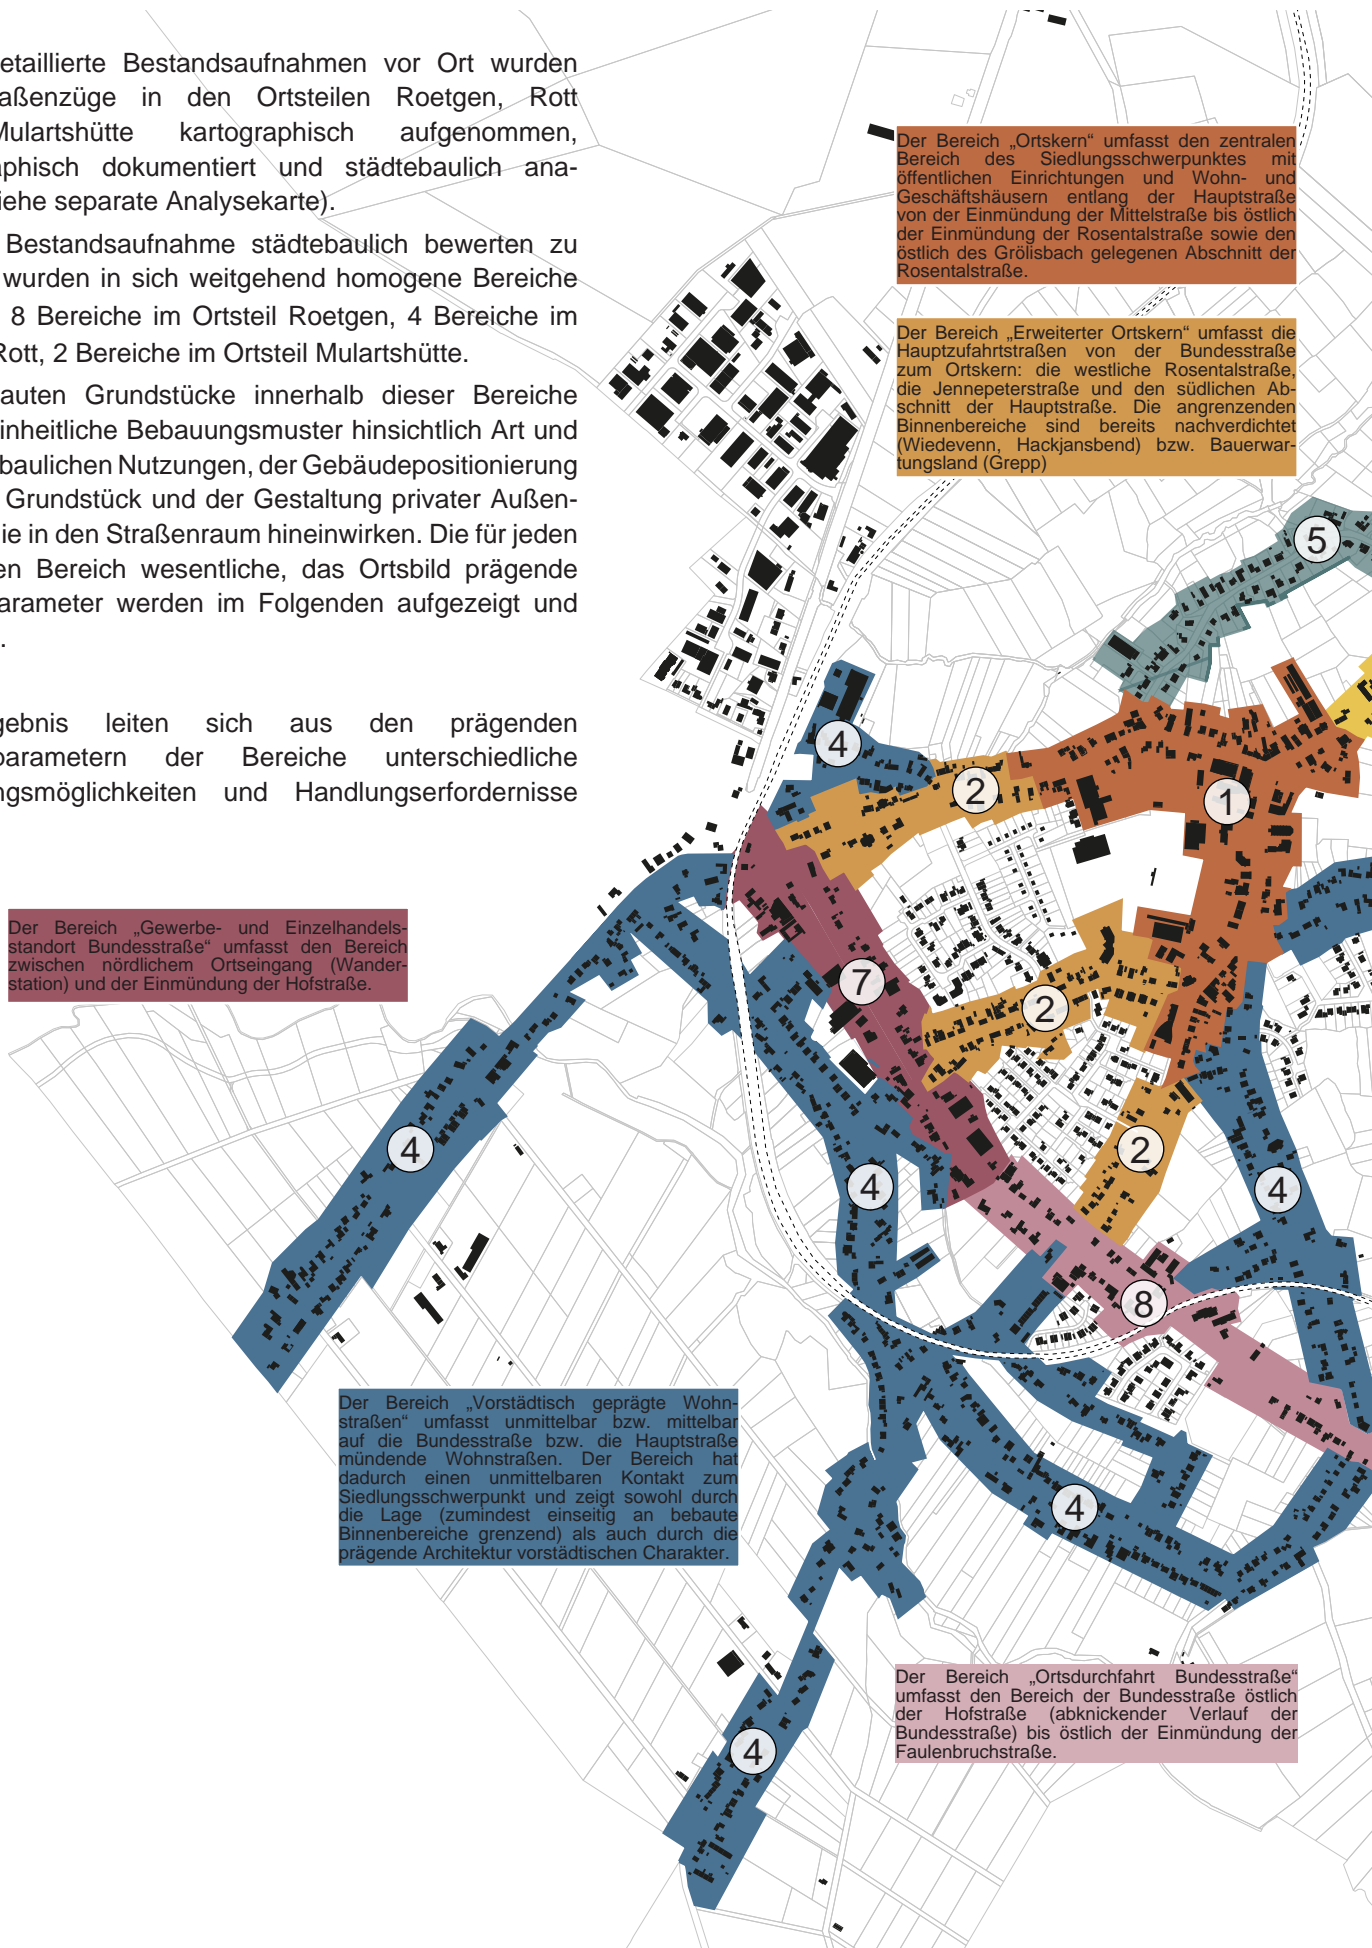 etaillierte Bestandsaufnahmen vor Ort wurden
aßenzüge in den Ortsteilen Roetgen, Rott
Mulartshütte kartographisch aufgenommen,
aphisch dokumentiert und städtebaulich ana-
iehe separate Analysekarte).
Bestandsaufnahme städtebaulich bewerten zu
wurden in sich weitgehend homogene Bereiche
8 Bereiche im Ortsteil Roetgen, 4 Bereiche im
Rott, 2 Bereiche im Ortsteil Mulartshütte.
auten Grundstücke innerhalb dieser Bereiche
inheitliche Bebauungsmuster hinsichtlich Art und
baulichen Nutzungen, der Gebäudepositionierung
Grundstück und der Gestaltung privater Außen-
ie in den Straßenraum hineinwirken. Die für jeden
en Bereich wesentliche, das Ortsbild prägende
arameter werden im Folgenden aufgezeigt und
.
gebnis leiten sich aus den prägenden
parametern der Bereiche unterschiedliche
ngsmöglichkeiten und Handlungserfordernisse
Der Bereich „Ortskern“ umfasst den zentralen
Bereich des Siedlungsschwerpunktes mit
öffentlichen Einrichtungen und Wohn- und
Geschäftshäusern entlang der Hauptstraße
von der Einmündung der Mittelstraße bis östlich
der Einmündung der Rosentalstraße sowie den
östlich des Grölisbach gelegenen Abschnitt der
Rosentalstraße.
Der Bereich „Erweiterter Ortskern“ umfasst die
Hauptzufahrtstraßen von der Bundesstraße
zum Ortskern: die westliche Rosentalstraße,
die Jennepeterstraße und den südlichen Ab-
schnitt der Hauptstraße. Die angrenzenden
Binnenbereiche sind bereits nachverdichtet
(Wiedevenn, Hackjansbend) bzw. Bauerwar-
tungsland (Grepp)
5
4
2
1
Der Bereich „Gewerbe- und Einzelhandels-
standort Bundesstraße“ umfasst den Bereich
zwischen nördlichem Ortseingang (Wander-
station) und der Einmündung der Hofstraße.
7
2
4
2
4
4
8
Der Bereich „Vorstädtisch geprägte Wohn-
straßen“ umfasst unmittelbar bzw. mittelbar
auf die Bundesstraße bzw. die Hauptstraße
mündende Wohnstraßen. Der Bereich hat
dadurch einen unmittelbaren Kontakt zum
Siedlungsschwerpunkt und zeigt sowohl durch
die Lage (zumindest einseitig an bebaute
Binnenbereiche grenzend) als auch durch die
prägende Architektur vorstädtischen Charakter.
4
Der Bereich „Ortsdurchfahrt Bundesstraße“
umfasst den Bereich der Bundesstraße östlich
der Hofstraße (abknickender Verlauf der
Bundesstraße) bis östlich der Einmündung der
Faulenbruchstraße.
4